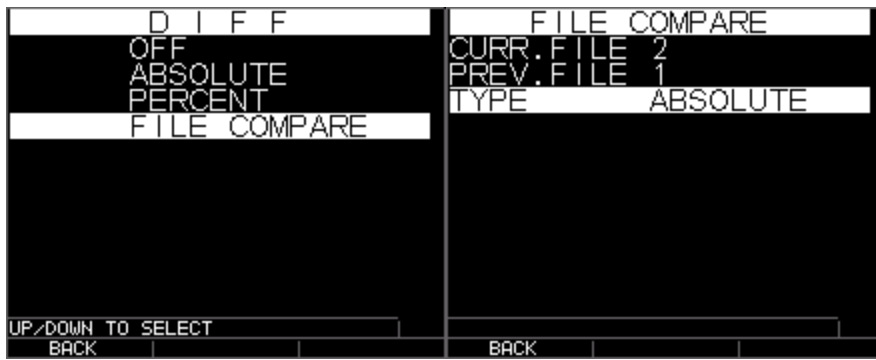 D I F F
OFF
ABSOLUTE
PERCENT
FILE COMPARE
UP/DOWN TO SELECT
BACK
FILE COMPARE
CURR.FILE 2
PREV.FILE 1
TYPE ABSOLUTE
BACK